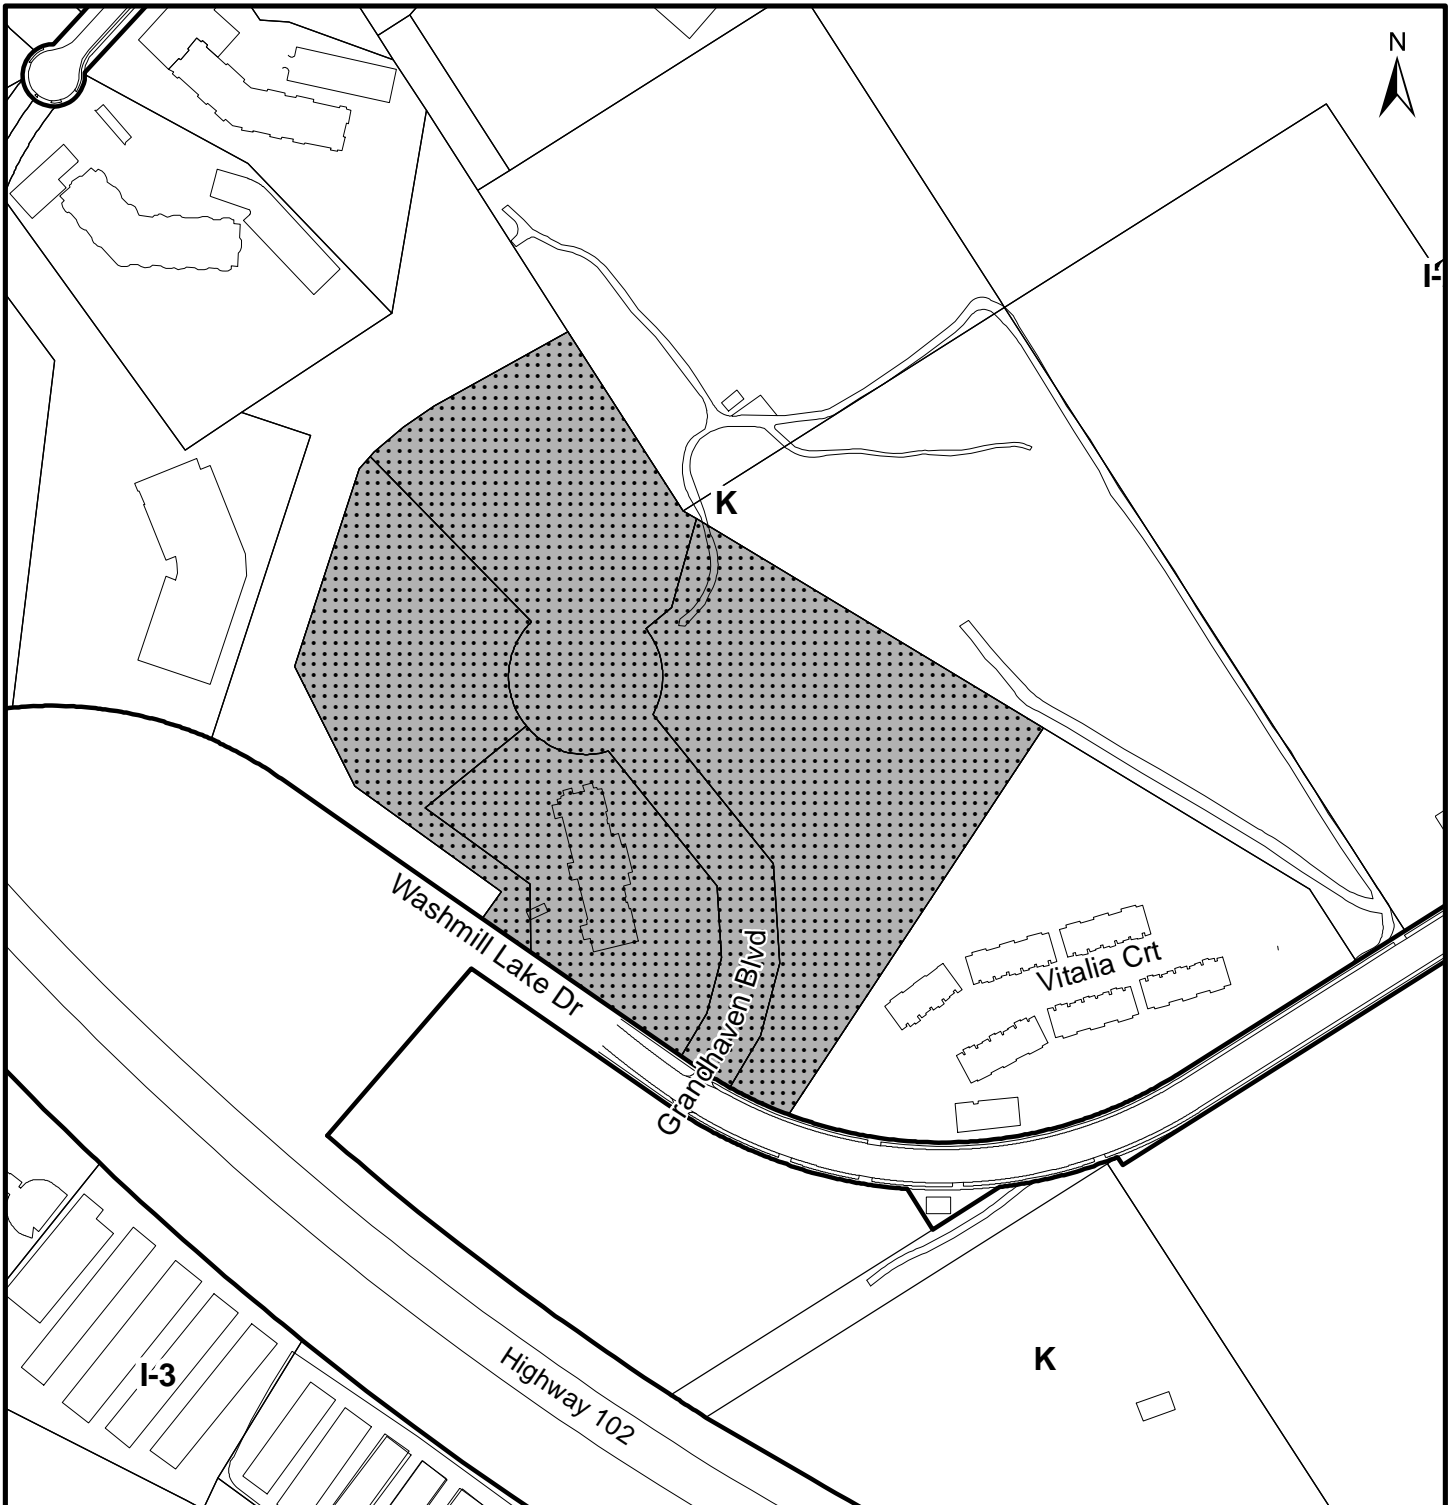 N
I-
K
Washmill Lake Dr
Grandhaven Blvd
Vitalia Crt
Highway 102
I-3
K